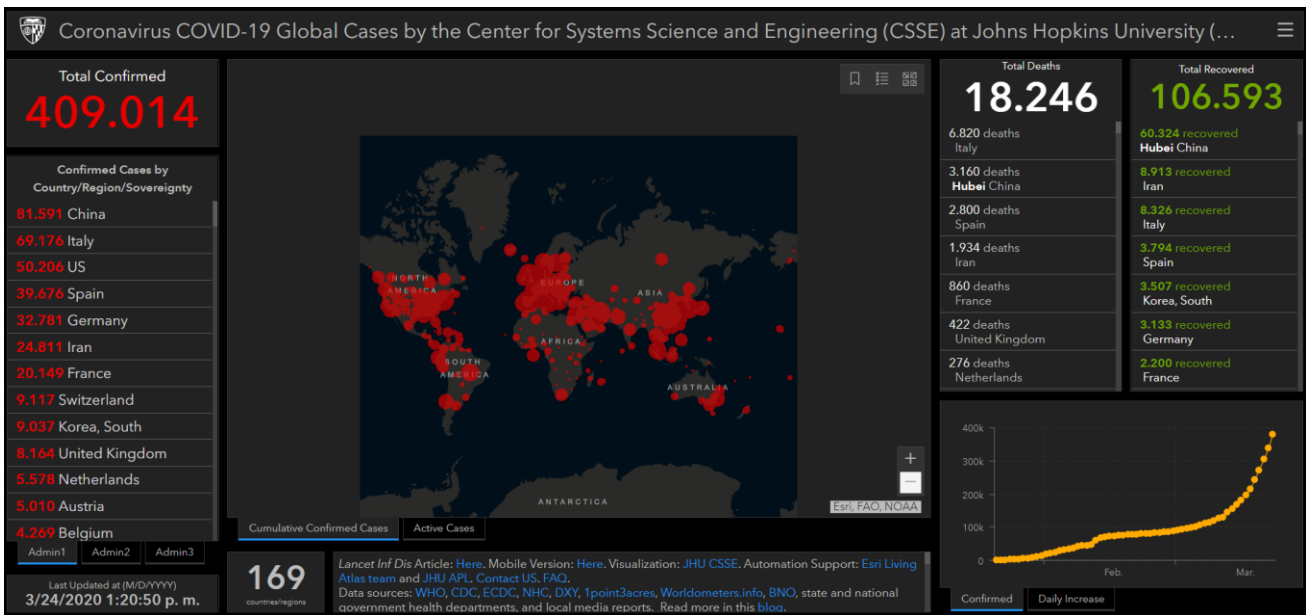 Coronavirus COVID-19 Global Cases by the Center for Systems Science and Engineering (CSSE) at Johns Hopkins University (...
Total Confirmed
409.014
Confirmed Cases by
Country/Region/Sovereignty
81.591 China
69.176 Italy
50.206 US
39.676 Spain
32.781 Germany
24.811 Iran
20.149 France
9.117 Switzerland
9.037 Korea, South
8.164 United Kingdom
5.578 Netherlands
5.010 Austria
4.269 Belgium
Admin1 Admin2 Admin3
Last Updated at (M/D/YYYY)
3/24/2020 1:20:50 p. m.
NORTH
AMERICA
EUROPE
ASIA
AFRICA
SOUTH
AMERICA
AUSTRALIA
ANTARCTICA
+
−
Esri, FAO, NOAA
Cumulative Confirmed Cases Active Cases
169
countries/regions
Lancet Inf Dis Article: Here. Mobile Version: Here. Visualization: JHU CSSE. Automation Support: Esri Living
Atlas team and JHU APL. Contact US. FAQ.
Data sources: WHO, CDC, ECDC, NHC, DXY, 1point3acres, Worldometers.info, BNO, state and national
government health departments, and local media reports. Read more in this blog.
Total Deaths
18.246
6.820 deaths
Italy
3.160 deaths
Hubei China
2.800 deaths
Spain
1.934 deaths
Iran
860 deaths
France
422 deaths
United Kingdom
276 deaths
Netherlands
Total Recovered
106.593
60.324 recovered
Hubei China
8.913 recovered
Iran
8.326 recovered
Italy
3.794 recovered
Spain
3.507 recovered
Korea, South
3.133 recovered
Germany
2.200 recovered
France
400k
300k
200k
100k
0
Feb. Mar.
Confirmed Daily Increase